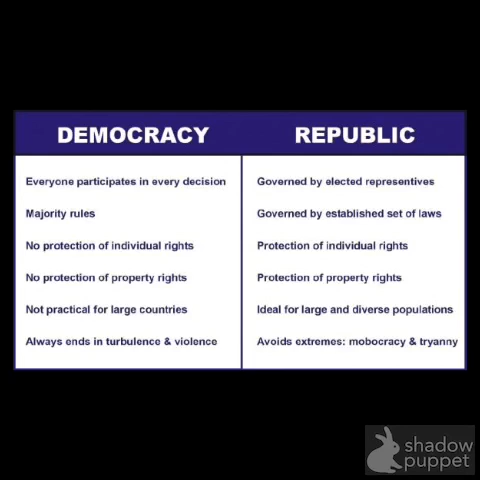 DEMOCRACY
REPUBLIC
Everyone participates in every decision
Governed by elected representives
Majority rules
Governed by established set of laws
No protection of individual rights
Protection of individual rights
No protection of property rights
Protection of property rights
Not practical for large countries
Ideal for large and diverse populations
Always ends in turbulence & violence
Avoids extremes: mobocracy & tryanny
shadow
puppet